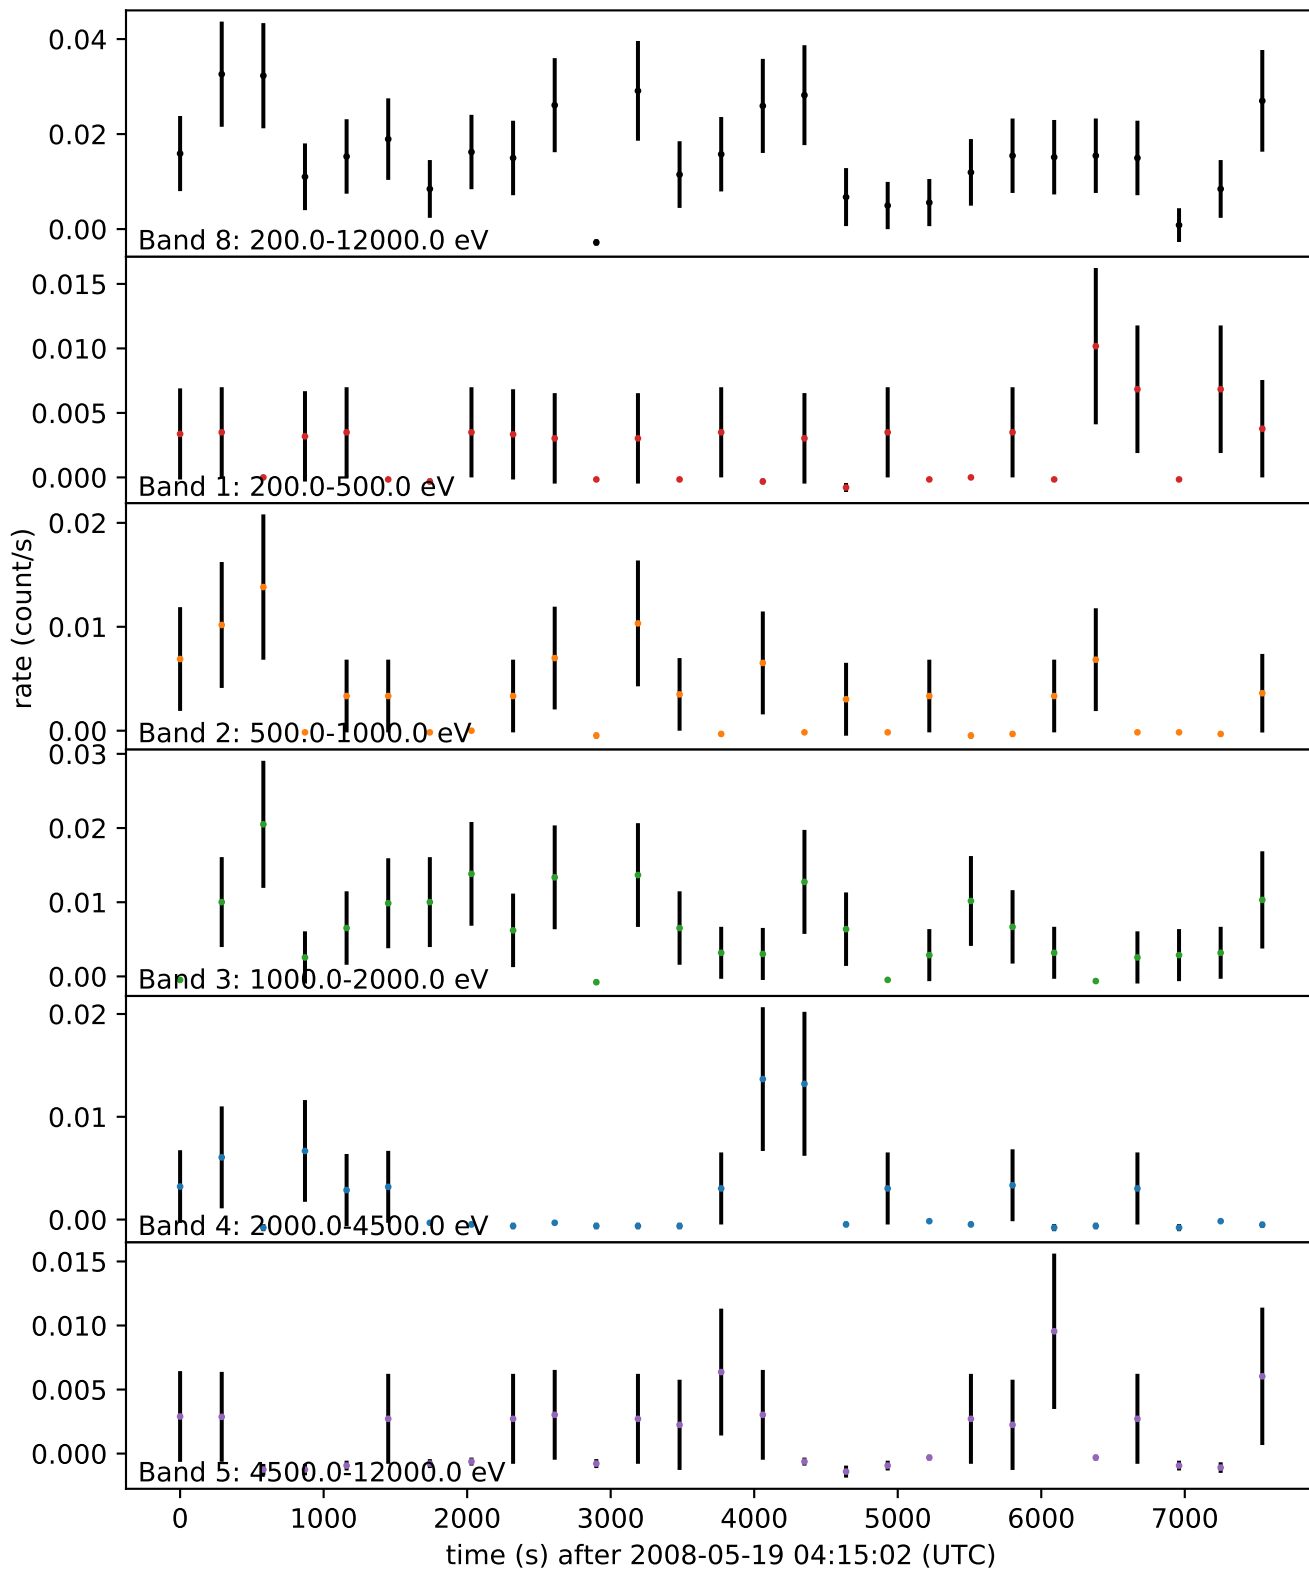 0.04
0.02
0.00
Band 8: 200.0-12000.0 eV
0.015
0.010
0.005
0.000
Band 1: 200.0-500.0 eV
rate (count/s)
0.02
0.01
0.00
Band 2: 500.0-1000.0 eV
0.03
0.02
0.01
0.00
Band 3: 1000.0-2000.0 eV
0.02
0.01
0.00
Band 4: 2000.0-4500.0 eV
0.015
0.010
0.005
0.000
Band 5: 4500.0-12000.0 eV
0 1000 2000 3000 4000 5000 6000 7000
time (s) after 2008-05-19 04:15:02 (UTC)